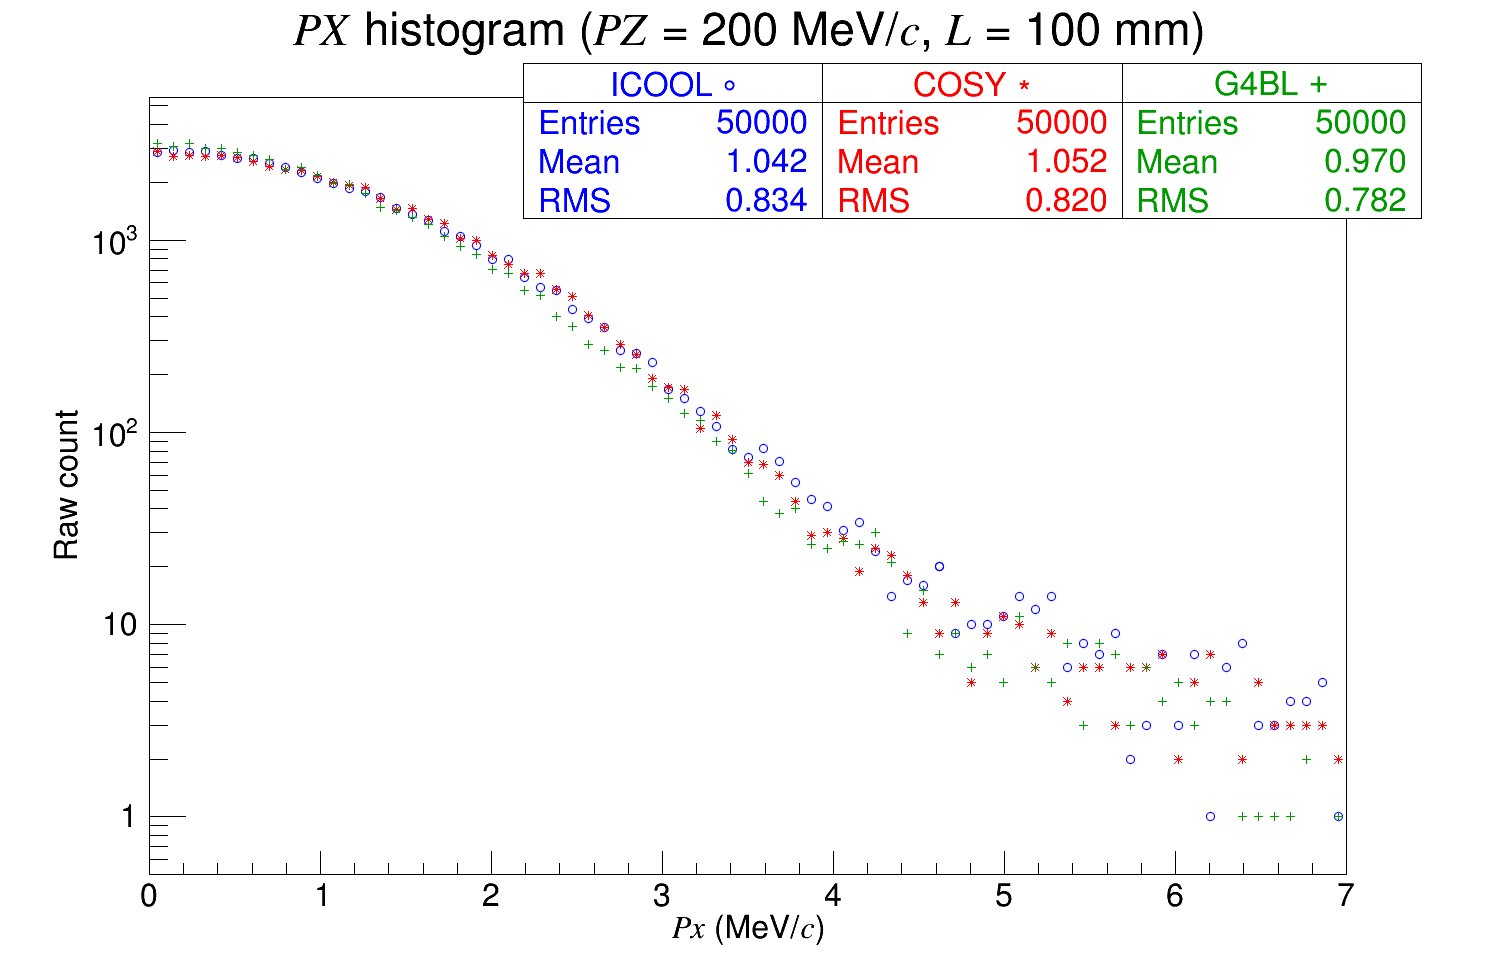 PX histogram (PZ = 200 MeV/c, L = 100 mm)
ICOOL COSY * G4BL +
Entries 50000 Entries 50000 Entries 50000
Mean 1.042 Mean 1.052 Mean 0.970
RMS 0.834 RMS 0.820 RMS 0.782
10³
10²
10
1
Raw count
0 1 2 3 4 5 6 7
Px (MeV/c)